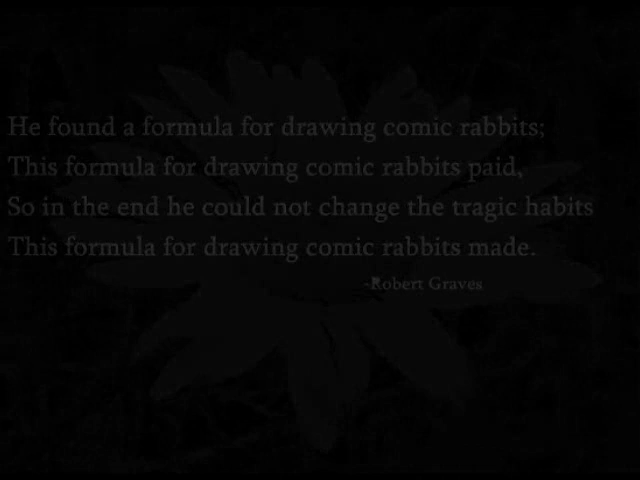 He found a formula for drawing comic rabbits;
This formula for drawing comic rabbits paid,
So in the end he could not change the tragic habits
This formula for drawing comic rabbits made.
-Robert Graves